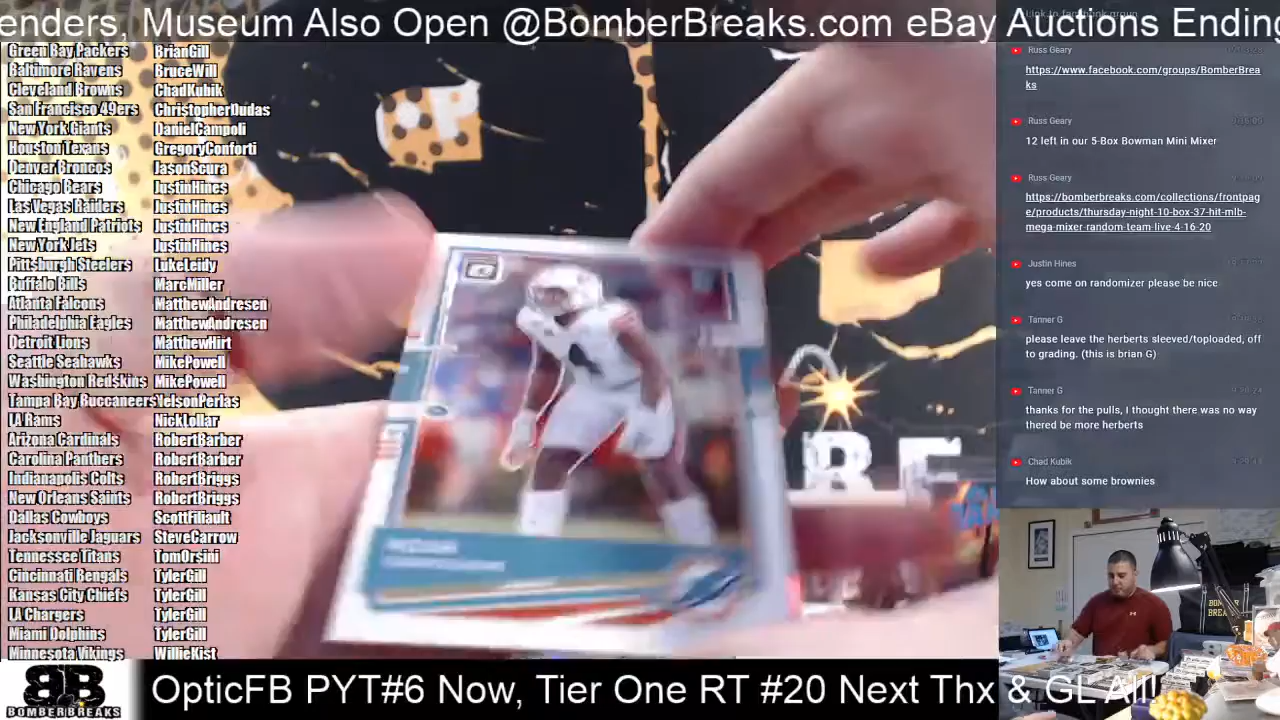 enders, Museum Also Open @BomberBreaks.com eBay Auctions Ending
Green Bay Packers BrianGill
Baltimore Ravens BruceWill
Cleveland Browns ChadKubik
San Francisco 49ers ChristopherDudas
New York Giants DanielCampoli
Houston Texans GregoryConforti
Denver Broncos JasonScura
Chicago Bears JustinHines
Las Vegas Raiders JustinHines
New England Patriots JustinHines
New York Jets JustinHines
Pittsburgh Steelers LukeLeidy
Buffalo Bills MarcMiller
Atlanta Falcons MatthewAndresen
Philadelphia Eagles MatthewAndresen
Detroit Lions MatthewHirt
Seattle Seahawks MikePowell
Washington Redskins MikePowell
Tampa Bay Buccaneers NelsonPerlas
LA Rams NickLollar
Arizona Cardinals RobertBarber
Carolina Panthers RobertBarber
Indianapolis Colts RobertBriggs
New Orleans Saints RobertBriggs
Dallas Cowboys ScottFiliault
Jacksonville Jaguars SteveCarrow
Tennessee Titans TomOrsini
Cincinnati Bengals TylerGill
Kansas City Chiefs TylerGill
LA Chargers TylerGill
Miami Dolphins TylerGill
Minnesota Vikings WillieKist
Link to facebook group
Russ Geary
https://www.facebook.com/groups/BomberBrea
ks
Russ Geary
12 left in our 5-Box Bowman Mini Mixer
Russ Geary
https://bomberbreaks.com/collections/frontpag
e/products/thursday-night-10-box-37-hit-mlb-
mega-mixer-random-team-live-4-16-20
Justin Hines
yes come on randomizer please be nice
Tanner G
please leave the herberts sleeved/toploaded, off
to grading. (this is brian G)
Tanner G
thanks for the pulls, I thought there was no way
thered be more herberts
Chad Kubik
How about some brownies
BB
BOMBERBREAKS
OpticFB PYT#6 Now, Tier One RT #20 Next Thx & GL All!